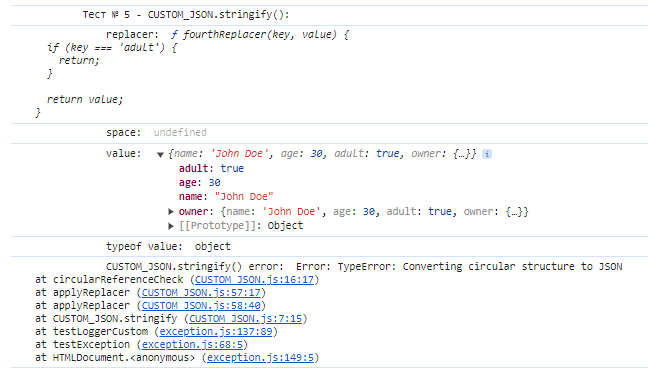 Тест № 5 - CUSTOM_JSON.stringify():
replacer: ƒ fourthReplacer(key, value) {
if (key === 'adult') {
return;
}
return value;
}
space: undefined
value: {name: 'John Doe', age: 30, adult: true, owner: {…}}
adult: true
age: 30
name: "John Doe"
owner: {name: 'John Doe', age: 30, adult: true, owner: {…}}
[[Prototype]]: Object
typeof value: object
CUSTOM_JSON.stringify() error: Error: TypeError: Converting circular structure to JSON
at circularReferenceCheck (CUSTOM_JSON.js:16:17)
at applyReplacer (CUSTOM_JSON.js:57:17)
at applyReplacer (CUSTOM_JSON.js:58:40)
at CUSTOM_JSON.stringify (CUSTOM_JSON.js:7:15)
at testLoggerCustom (exception.js:137:89)
at testException (exception.js:68:5)
at HTMLDocument.<anonymous> (exception.js:149:5)